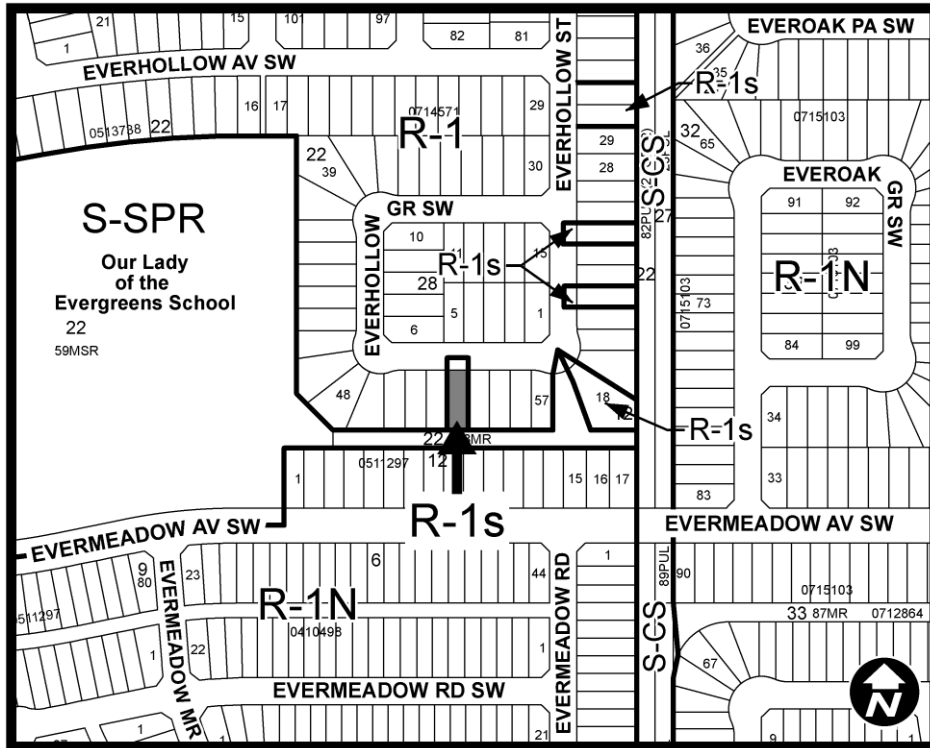 21
15
101
97
1
82
81
EVERHOLLOW AV SW
EVERHOLLOW ST
EVEROAK PA SW
36
R-1s
16
17
0714571
29
0513738
22
R-1
30
22
39
29
28
S-CS
32
65
0715103
EVEROAK
GR SW
S-SPR
Our Lady
of the
Evergreens School
22
59MSR
EVERHOLLOW
GR SW
10
15
R-1s
28
5
6
1
27
22
91
92
R-1N
0715103
73
84
99
48
57
18
12
R-1s
34
33
83
22
0511297
12
1
15
16
17
R-1s
EVERMEADOW AV SW
EVERMEADOW AV SW
9
80
EVERMEADOW MR
23
6
44
EVERMEADOW RD
1
R-1N
0410498
22
1
1
EVERMEADOW RD SW
1
21
89PUL
90
0715103
33
87MR
0712864
S-CS
67
9
1
N